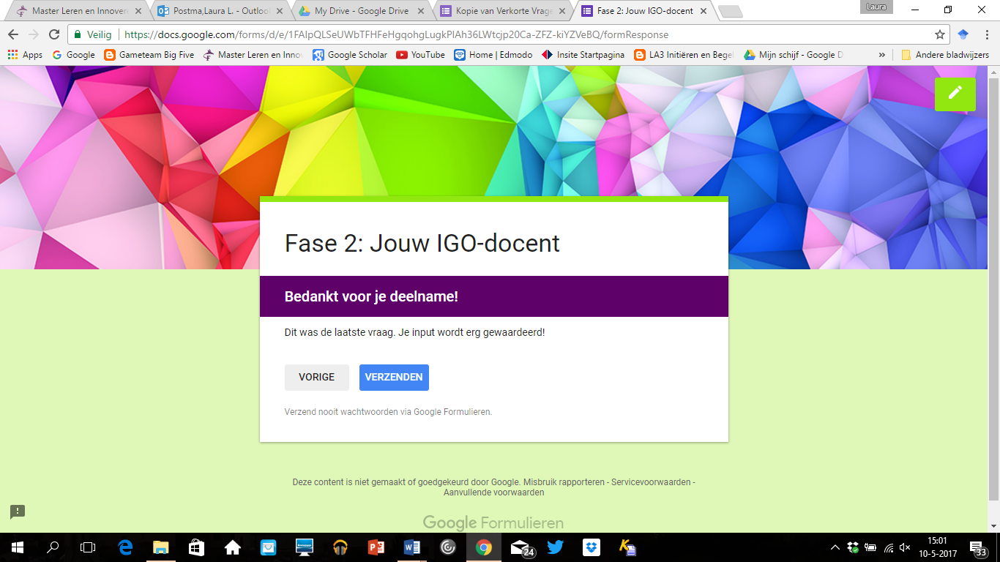 Master Leren en Innovere
Postma,Laura L. - Outloo
My Drive - Google Drive
Kopie van Verkorte Vrage
Fase 2: Jouw IGO-docent
Laura
Veilig
https://docs.google.com/forms/d/e/1FAIpQLSeUWbTFHFeHgqohgLugkPIAh36LWtcjp20Ca-ZFZ-kiYZVeBQ/formResponse
Apps
Google
Gameteam Big Five
Master Leren en Inno
Google Scholar
YouTube
Home | Edmodo
Insite Startpagina
LA3 Initiëren en Bege
Mijn schijf - Google D
»
Andere bladwijzers
Fase 2: Jouw IGO-docent
Bedankt voor je deelname!
Dit was de laatste vraag. Je input wordt erg gewaardeerd!
VORIGE
VERZENDEN
Verzend nooit wachtwoorden via Google Formulieren.
Deze content is niet gemaakt of goedgekeurd door Google. Misbruik rapporteren - Servicevoorwaarden -
Aanvullende voorwaarden
Google Formulieren
24
15:01
10-5-2017
33